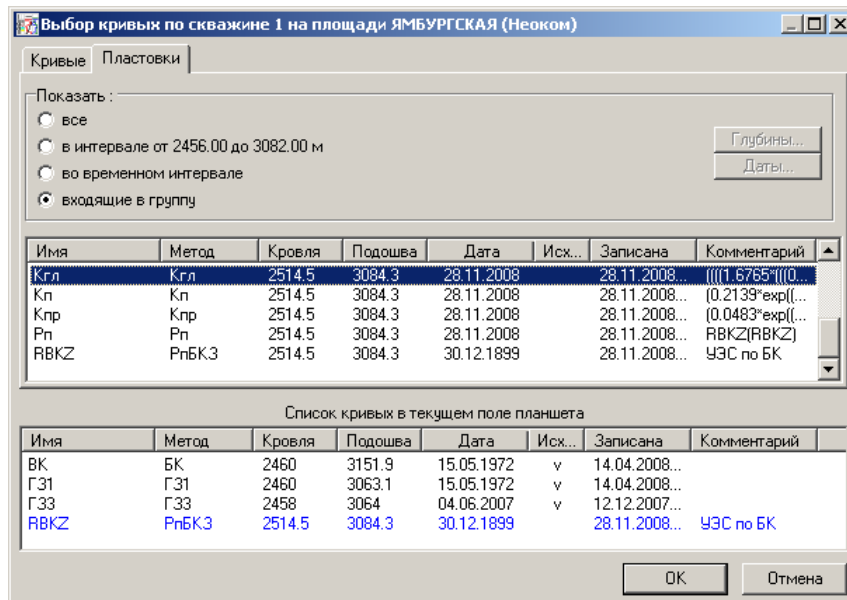 Выбор кривых по скважине 1 на площади ЯМБУРГСКАЯ (Неоком)
Кривые Пластовки
Показать :
все
в интервале от 2456.00 до 3082.00 м
во временном интервале
входящие в группу
Глубины...
Даты...
Имя Метод Кровля Подошва Дата Исх... Записана Комментарий
Кгл Кгл 2514.5 3084.3 28.11.2008 28.11.2008... ((((1.6765*(((0...
Кп Кп 2514.5 3084.3 28.11.2008 28.11.2008... (0.2139*exp((...
Кпр Кпр 2514.5 3084.3 28.11.2008 28.11.2008... (0.0483*exp((...
Рп Рп 2514.5 3084.3 28.11.2008 28.11.2008... RBKZ(RBKZ)
RBKZ РпБК.З 2514.5 3084.3 30.12.1899 28.11.2008... УЭС по БК
Список кривых в текущем поле планшета
Имя Метод Кровля Подошва Дата Исх... Записана Комментарий
ВК БК 2460 3151.9 15.05.1972 v 14.04.2008...
ГЗ1 ГЗ1 2460 3063.1 15.05.1972 v 14.04.2008...
ГЗ3 ГЗ3 2458 3064 04.06.2007 v 12.12.2007...
RBKZ РпБК.З 2514.5 3084.3 30.12.1899 28.11.2008... УЭС по БК
OK Отмена